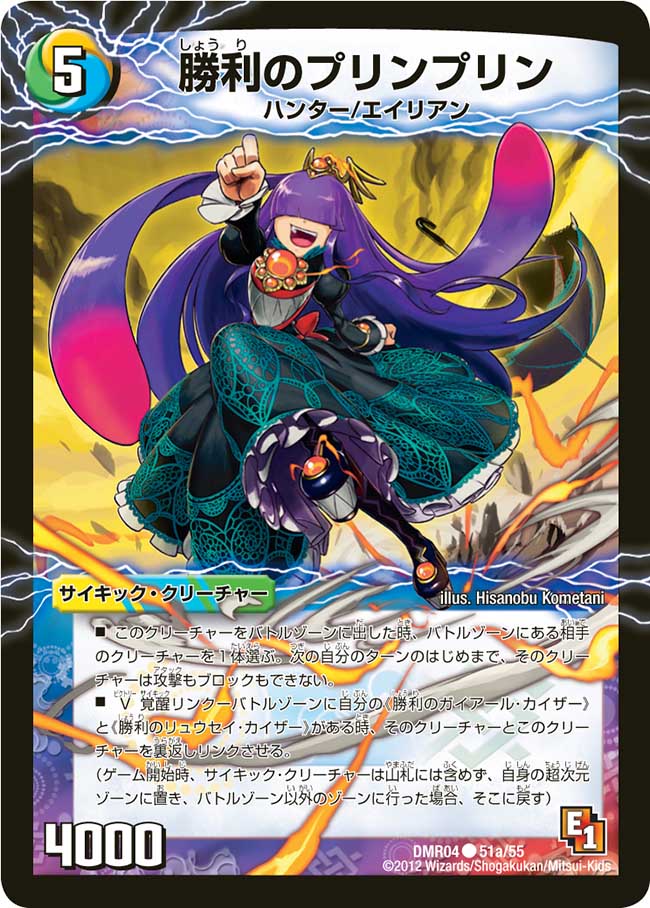 5
しょう り
勝利のプリンプリン
ハンター/エイリアン
サイキック・クリーチャー
illus. Hisanobu Kometani
■ このクリーチャーをバトルゾーンに出した時、バトルゾーンにある相手
のクリーチャーを1体選ぶ。次の自分のターンのはじめまで、そのクリー
チャーは攻撃もブロックもできない。
■ V 覚醒リンク−バトルゾーンに自分の《勝利のガイアール・カイザー》
と《勝利のリュウセイ・カイザー》がある時、そのクリーチャーとこのクリー
チャーを裏返しリンクさせる。
(ゲーム開始時、サイキック・クリーチャーは山札には含めず、自身の超次元
ゾーンに置き、バトルゾーン以外のゾーンに行った場合、そこに戻す)
4000
E1
DMR04 ● 51a/55
©2012 Wizards/Shogakukan/Mitsui-Kids